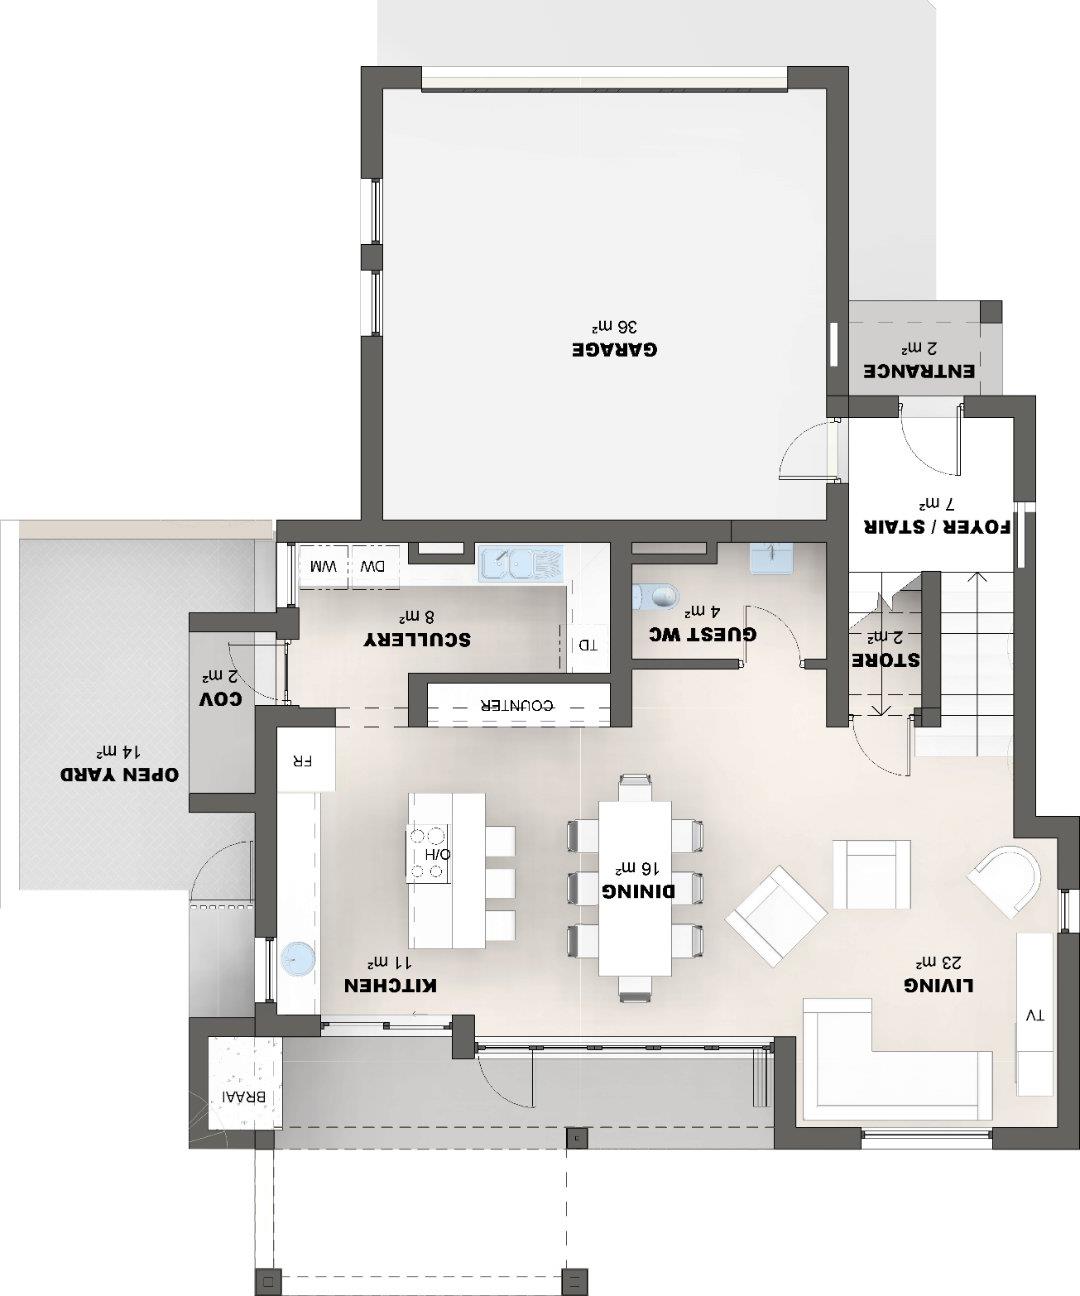 BRAAI
TV
LIVING
23 m²
KITCHEN
11 m²
DINING
16 m²
O/H
OPEN YARD
14 m²
FR
COUNTER
COV
2 m²
STORE
2 m²
TD
SCULLERY
8 m²
GUEST WC
4 m²
WM
DW
FOYER / STAIR
7 m²
ENTRANCE
2 m²
GARAGE
36 m²